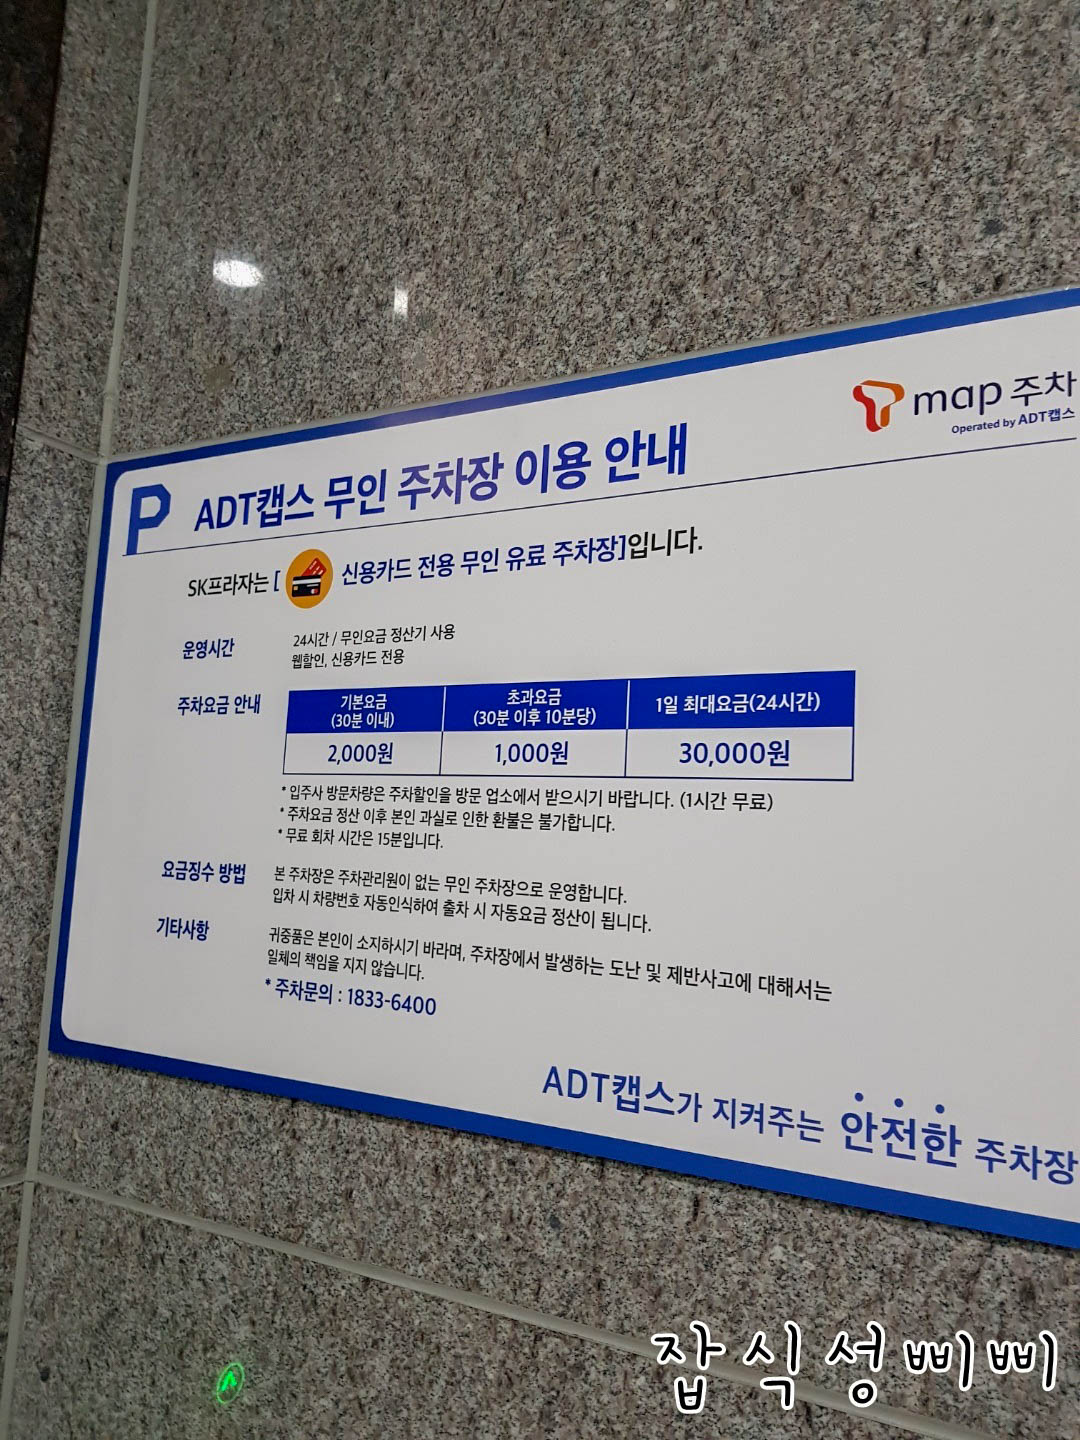 T map 주차
Operated by ADT캡스
P ADT캡스 무인 주차장 이용 안내
SK프라자는 [신용카드 전용 무인 유료 주차장]입니다.
운영시간 24시간 / 무인요금 정산기 사용
웹할인, 신용카드 전용
주차요금 안내
기본요금 (30분 이내) 초과요금 (30분 이후 10분당) 1일 최대요금(24시간)
2,000원 1,000원 30,000원
* 입주사 방문차량은 주차할인을 방문 업소에서 받으시기 바랍니다. (1시간 무료)
* 주차요금 정산 이후 본인 과실로 인한 환불은 불가합니다.
* 무료 회차 시간은 15분입니다.
요금징수 방법 본 주차장은 주차관리원이 없는 무인 주차장으로 운영합니다.
입차 시 차량번호 자동인식하여 출차 시 자동요금 정산이 됩니다.
기타사항 귀중품은 본인이 소지하시기 바라며, 주차장에서 발생하는 도난 및 제반사고에 대해서는
일체의 책임을 지지 않습니다.
* 주차문의 : 1833-6400
ADT캡스가 지켜주는 안전한 주차장
잡식성삐삐